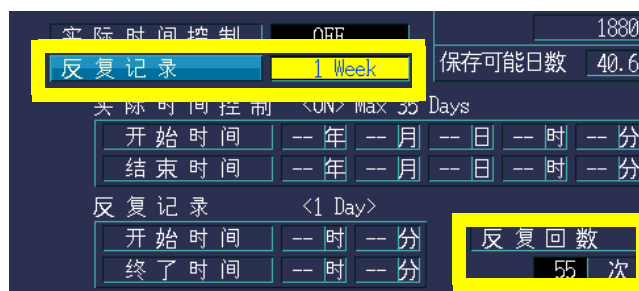 实际时间控制 OFF 1880
反复记录 1 Week 保存可能日数 40.6
实际时间控制 <ON> Max 35 Days
开始时间 -- 年 -- 月 -- 日 -- 时 -- 分
结束时间 -- 年 -- 月 -- 日 -- 时 -- 分
反复记录 <1 Day>
开始时间 -- 时 -- 分 反复回数
终了时间 -- 时 -- 分 55 次